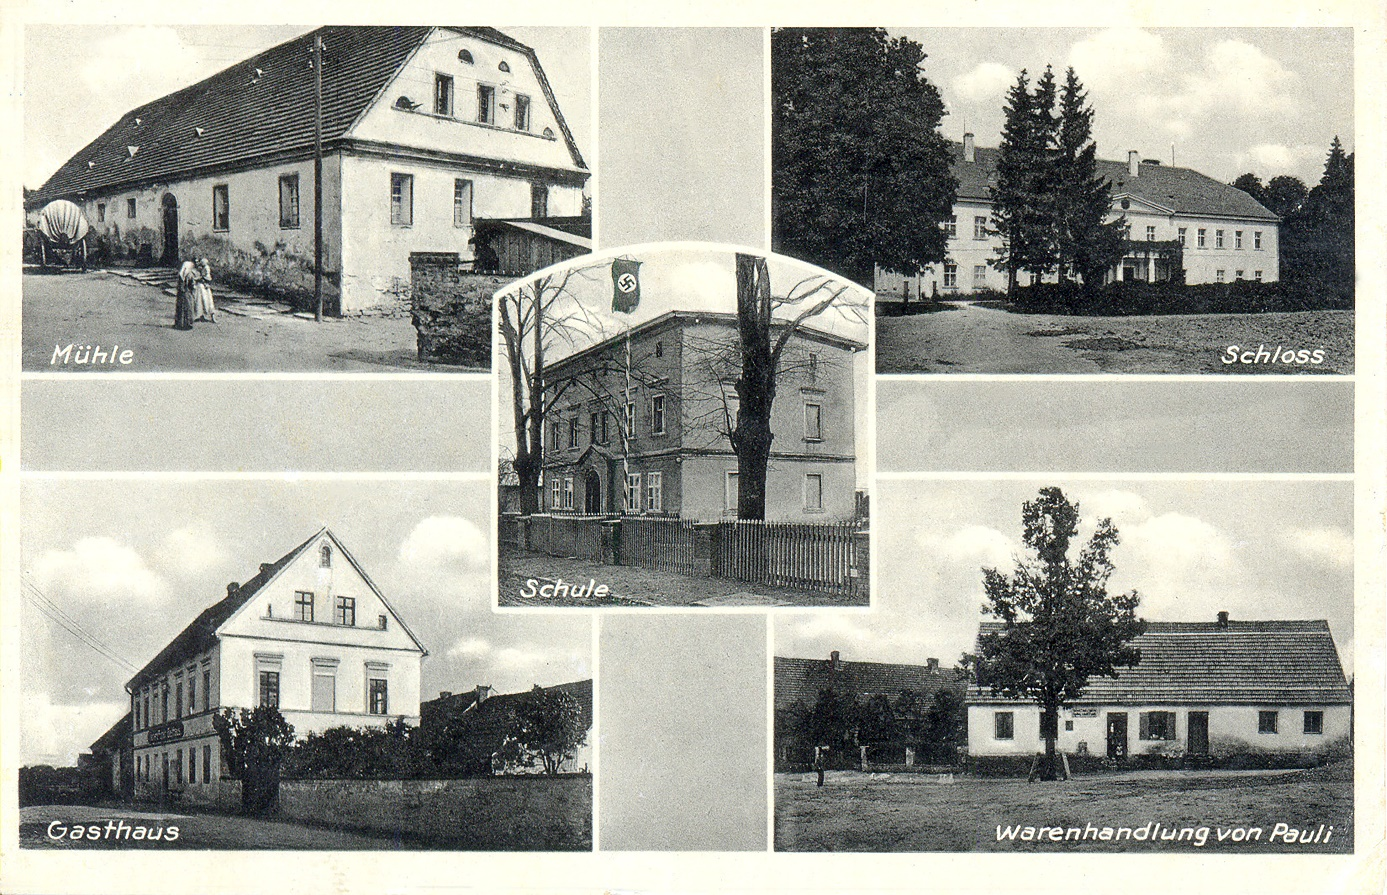 Mühle
Schloss
Schule
Gasthaus
Warenhandlung von Pauli